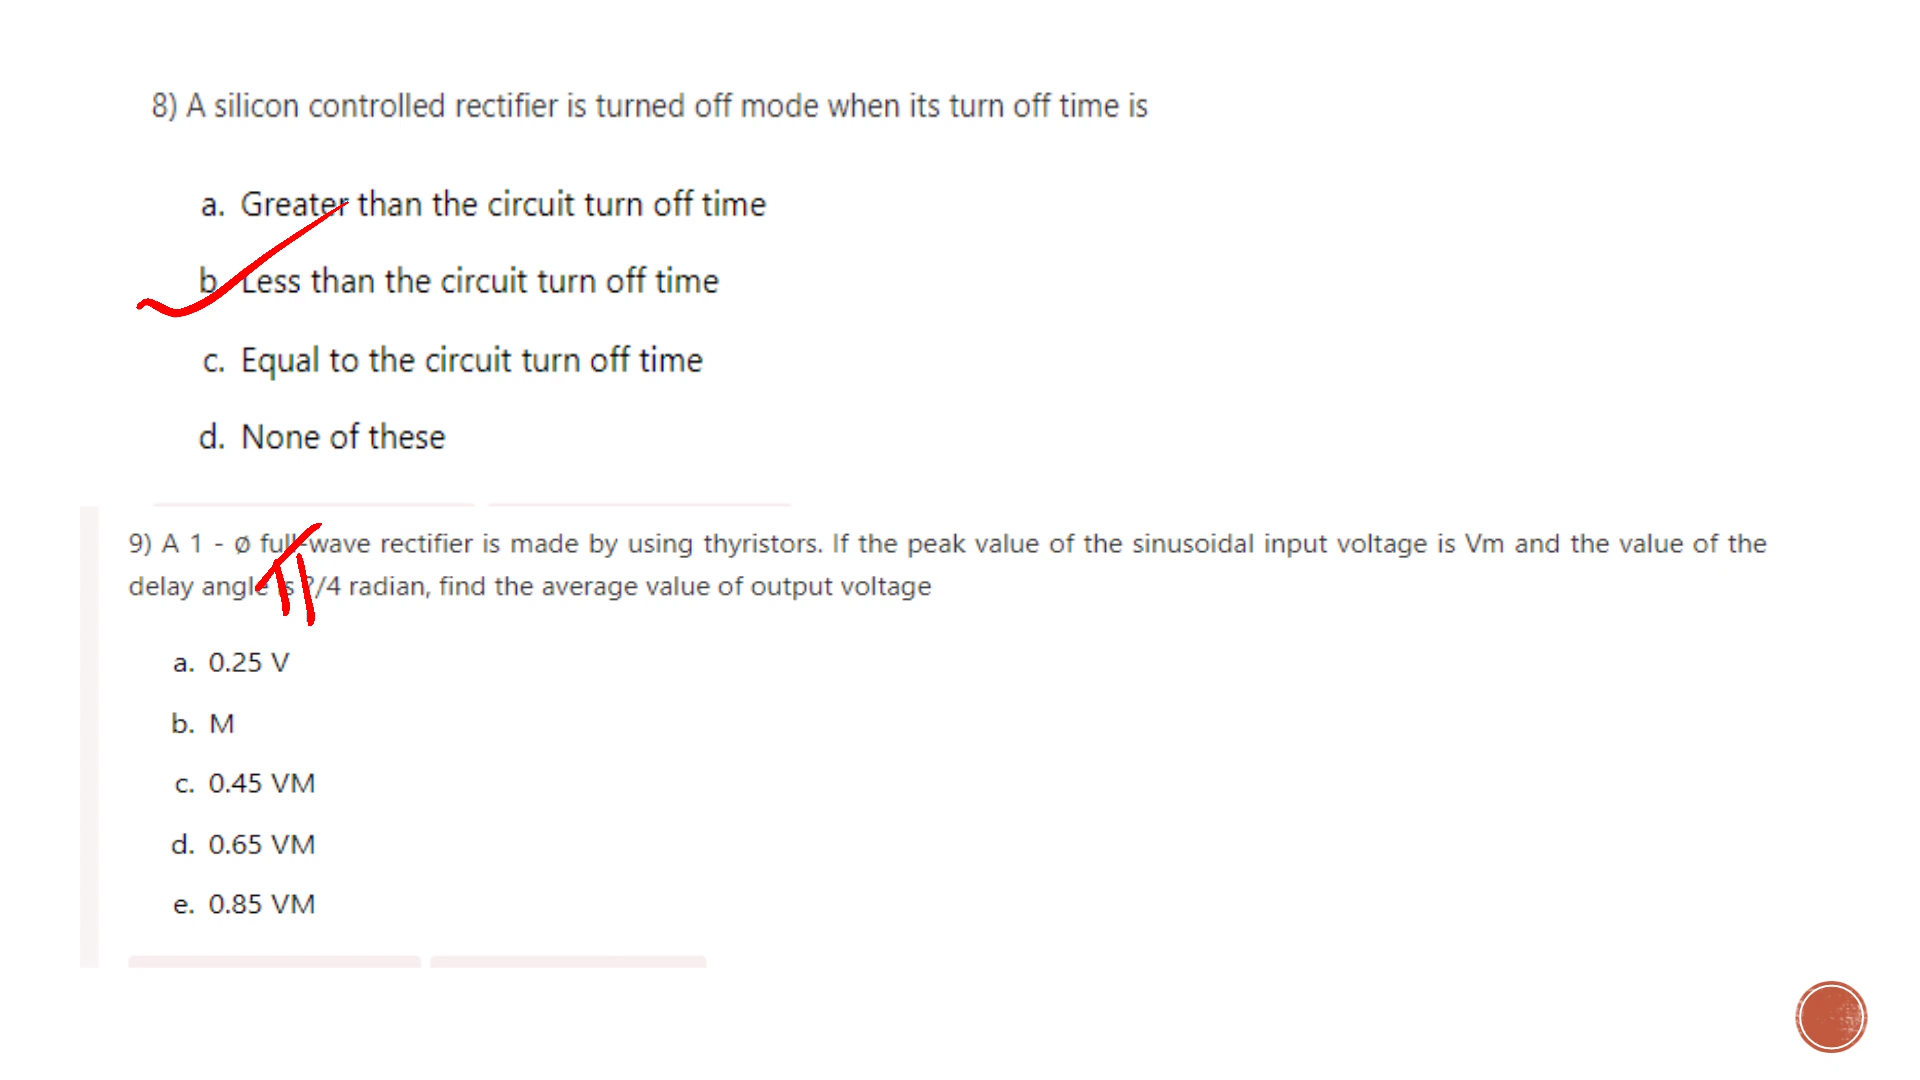 8) A silicon controlled rectifier is turned off mode when its turn off time is
a. Greater than the circuit turn off time
b. Less than the circuit turn off time
c. Equal to the circuit turn off time
d. None of these
9) A 1 - ø full-wave rectifier is made by using thyristors. If the peak value of the sinusoidal input voltage is Vm and the value of the
delay angle is ?/4 radian, find the average value of output voltage
π
a. 0.25 V
b. M
c. 0.45 VM
d. 0.65 VM
e. 0.85 VM